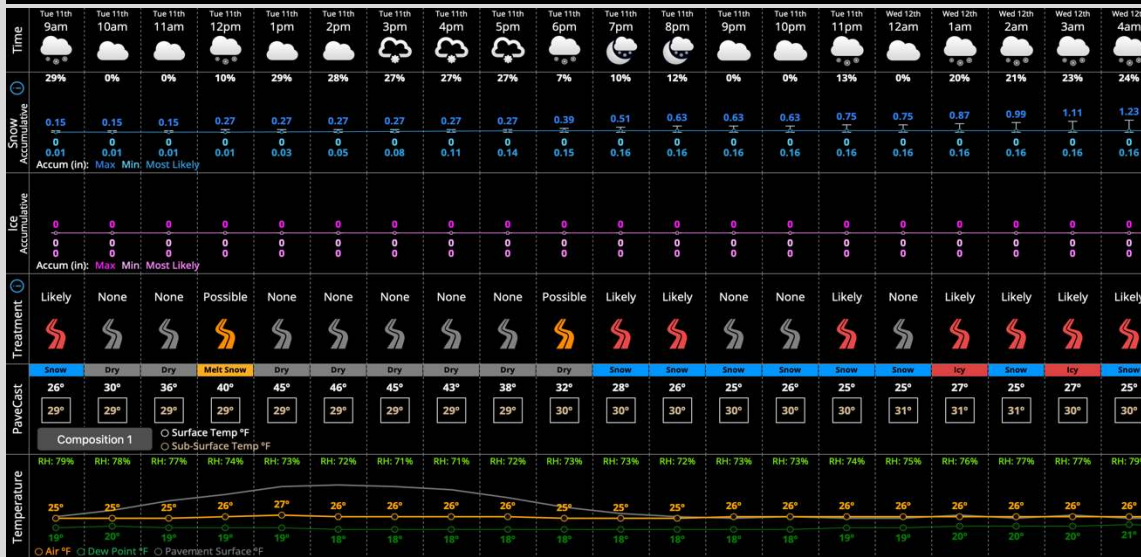 Time
Tue 11th Tue 11th Tue 11th Tue 11th Tue 11th Tue 11th Tue 11th Tue 11th Tue 11th Tue 11th Tue 11th Tue 11th Tue 11th Tue 11th Tue 11th Wed 12th Wed 12th Wed 12th Wed 12th Wed 12t
9am 10am 11am 12pm 1pm 2pm 3pm 4pm 5pm 6pm 7pm 8pm 9pm 10pm 11pm 12am 1am 2am 3am 4am
29% 0% 0% 10% 29% 28% 27% 27% 27% 7% 10% 12% 0% 0% 13% 0% 20% 21% 23% 24%
Snow
Accumulative
0.15 0.15 0.15 0.27 0.27 0.27 0.27 0.27 0.27 0.39 0.51 0.63 0.63 0.63 0.75 0.75 0.87 0.99 1.11 1.23
0 0 0 0 0 0 0 0 0 0 0 0 0 0 0 0 0 0 0 0
0.01 0.01 0.01 0.01 0.03 0.05 0.08 0.11 0.14 0.15 0.16 0.16 0.16 0.16 0.16 0.16 0.16 0.16 0.16 0.16
Accum (in): Max Min Most Likely
Ice
Accumulative
0 0 0 0 0 0 0 0 0 0 0 0 0 0 0 0 0 0 0 0
0 0 0 0 0 0 0 0 0 0 0 0 0 0 0 0 0 0 0 0
0 0 0 0 0 0 0 0 0 0 0 0 0 0 0 0 0 0 0 0
Accum (in): Max Min Most Likely
Treatment
Likely None None Possible None None None None None Possible Likely Likely None None Likely None Likely Likely Likely Likely
PaveCast
Snow Dry Dry Melt Snow Dry Dry Dry Dry Dry Dry Snow Snow Snow Snow Snow Snow Icy Snow Icy Snow
26° 30° 36° 40° 45° 46° 45° 43° 38° 32° 28° 26° 25° 26° 25° 25° 27° 25° 27° 25°
29° 29° 29° 29° 29° 29° 29° 29° 29° 30° 30° 30° 30° 30° 30° 31° 31° 31° 30° 30°
Composition 1
Surface Temp °F
Sub-Surface Temp °F
Temperature
RH: 79% RH: 78% RH: 77% RH: 74% RH: 73% RH: 72% RH: 71% RH: 71% RH: 72% RH: 73% RH: 73% RH: 72% RH: 73% RH: 73% RH: 74% RH: 75% RH: 76% RH: 77% RH: 77% RH: 79
25° 25° 25° 26° 27° 26° 26° 26° 26° 25° 25° 25° 26° 26° 26° 26° 26° 26° 26° 26°
19° 20° 19° 19° 19° 18° 18° 18° 18° 18° 18° 18° 18° 18° 19° 19° 20° 20° 20° 21°
Air °F Dew Point °F Pavement Surface °F